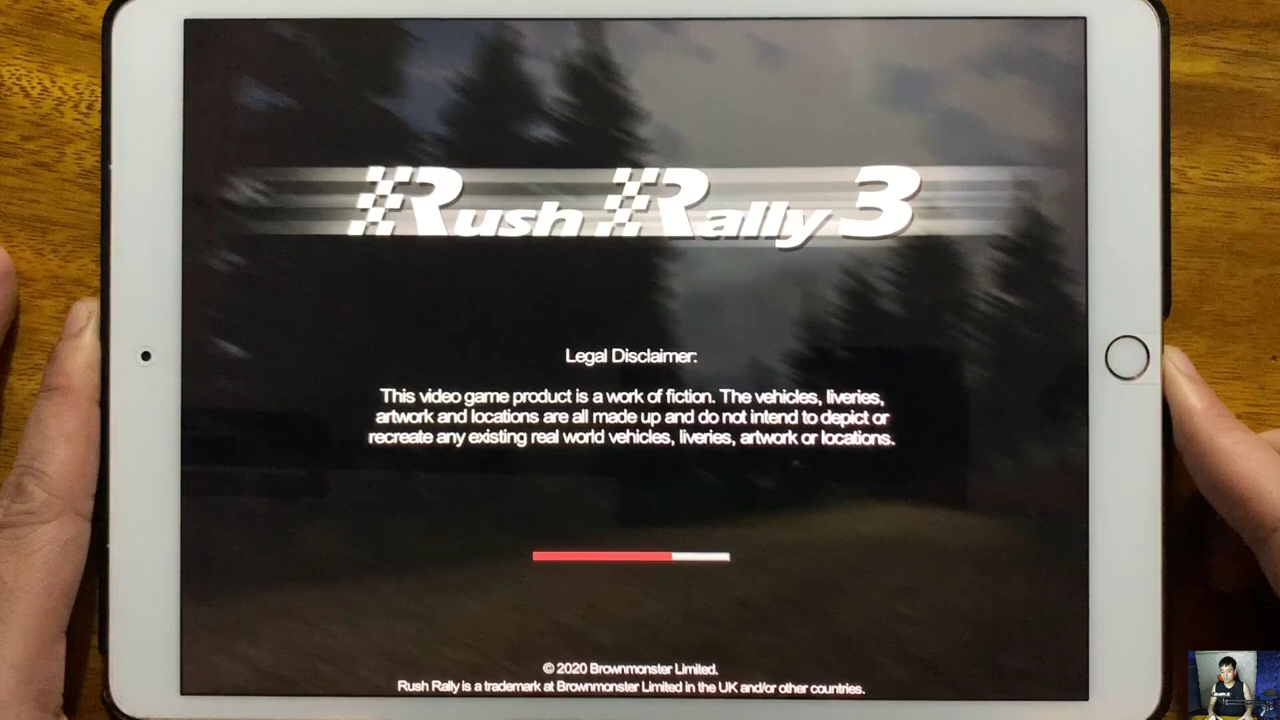 Rush Rally 3
Legal Disclaimer:
This video game product is a work of fiction. The vehicles, liveries,
artwork and locations are all made up and do not intend to depict or
recreate any existing real world vehicles, liveries, artwork or locations.
© 2020 Brownmonster Limited.
Rush Rally is a trademark at Brownmonster Limited in the UK and/or other countries.